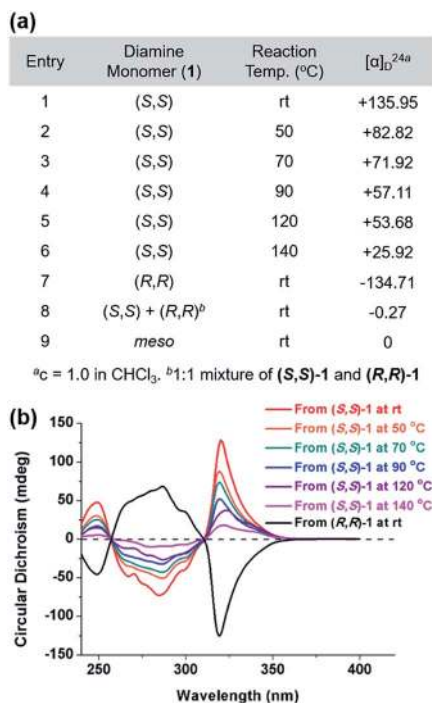 (a)
Entry Diamine Monomer (1) Reaction Temp. (°C) [α]D²⁴ᵃ
1 (S,S) rt +135.95
2 (S,S) 50 +82.82
3 (S,S) 70 +71.92
4 (S,S) 90 +57.11
5 (S,S) 120 +53.68
6 (S,S) 140 +25.92
7 (R,R) rt -134.71
8 (S,S) + (R,R)ᵇ rt -0.27
9 meso rt 0
ᵃc = 1.0 in CHCl₃. ᵇ1:1 mixture of (S,S)-1 and (R,R)-1
(b)
Circular Dichroism (mdeg)
150
100
50
0
-50
-100
-150
From (S,S)-1 at rt
From (S,S)-1 at 50 °C
From (S,S)-1 at 70 °C
From (S,S)-1 at 90 °C
From (S,S)-1 at 120 °C
From (S,S)-1 at 140 °C
From (R,R)-1 at rt
250 300 350 400
Wavelength (nm)